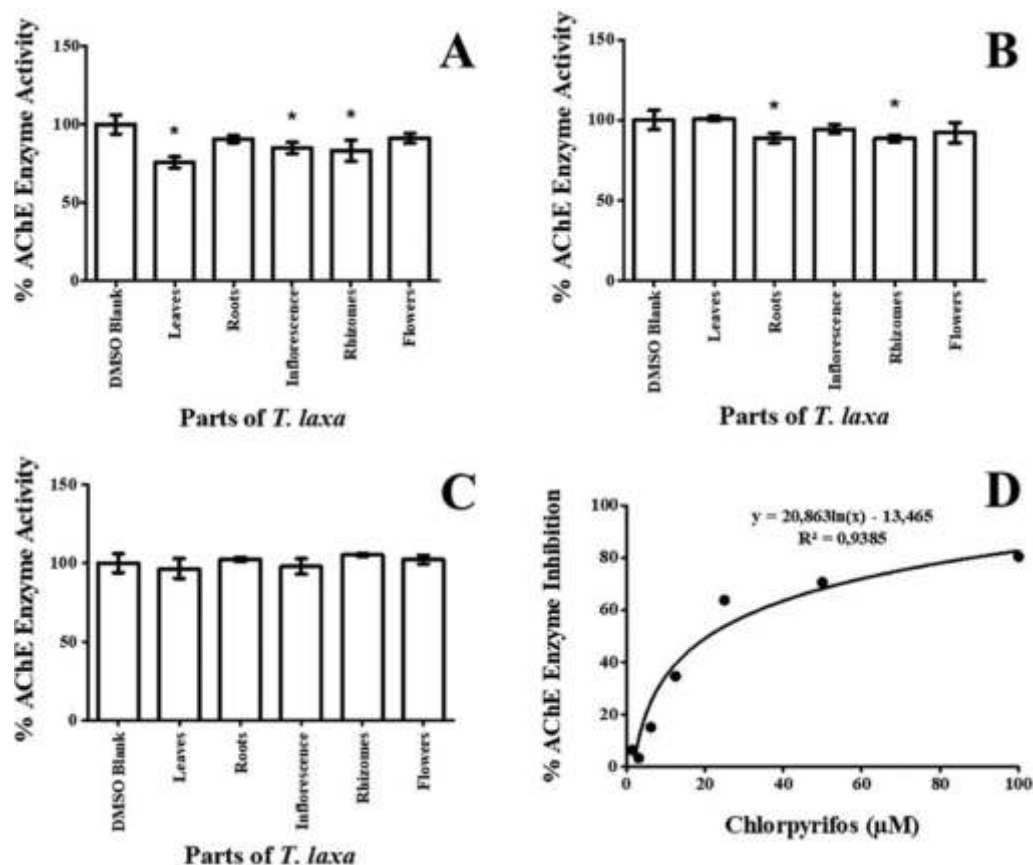 A
% AChE Enzyme Activity
150
100
50
0
*
*
*
DMSO Blank
Leaves
Roots
Inflorescence
Rhizomes
Flowers
Parts of T. laxa
B
% AChE Enzyme Activity
150
100
50
0
*
*
DMSO Blank
Leaves
Roots
Inflorescence
Rhizomes
Flowers
Parts of T. laxa
C
% AChE Enzyme Activity
150
100
50
0
DMSO Blank
Leaves
Roots
Inflorescence
Rhizomes
Flowers
Parts of T. laxa
D
% AChE Enzyme Inhibition
100
80
60
40
20
0
y = 20,863ln(x) - 13,465
R² = 0,9385
0
20
40
60
80
100
Chlorpyrifos (µM)